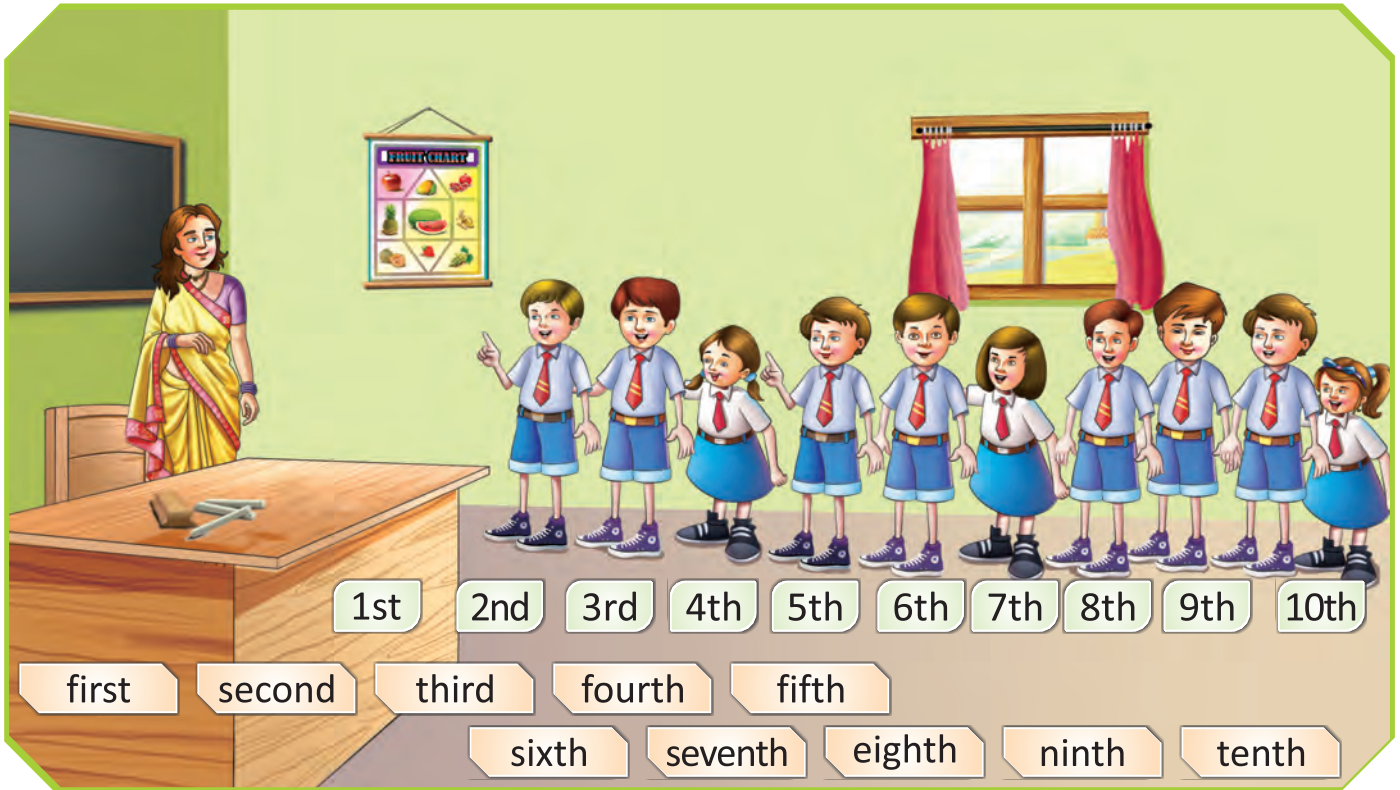 FRUIT CHART
1st 2nd 3rd 4th 5th 6th 7th 8th 9th 10th
first second third fourth fifth
sixth seventh eighth ninth tenth